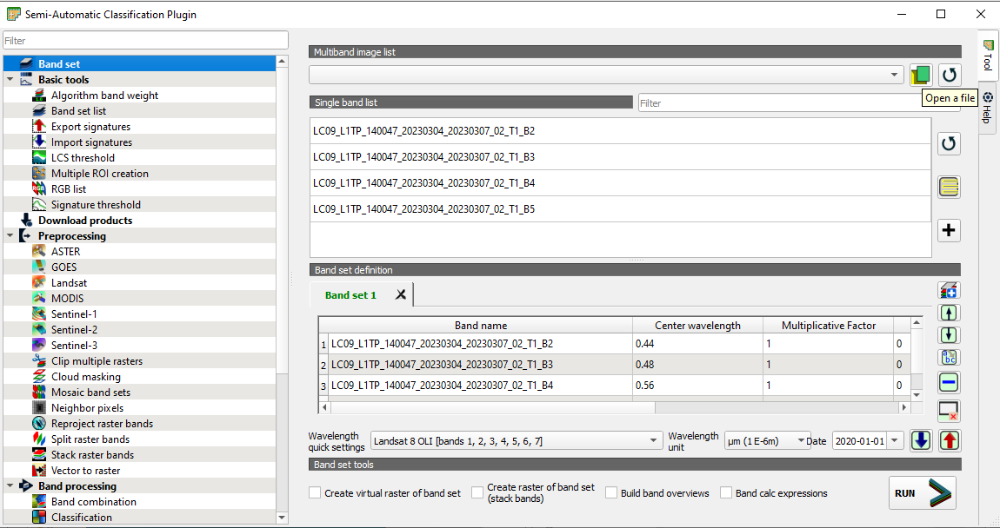 Semi-Automatic Classification Plugin
Filter
Band set
Basic tools
Algorithm band weight
Band set list
Export signatures
Import signatures
LCS threshold
Multiple ROI creation
RGB list
Signature threshold
Download products
Preprocessing
ASTER
GOES
Landsat
MODIS
Sentinel-1
Sentinel-2
Sentinel-3
Clip multiple rasters
Cloud masking
Mosaic band sets
Neighbor pixels
Reproject raster bands
Split raster bands
Stack raster bands
Vector to raster
Band processing
Band combination
Classification
Multiband image list
Open a file
Single band list
Filter
LC09_L1TP_140047_20230304_20230307_02_T1_B2
LC09_L1TP_140047_20230304_20230307_02_T1_B3
LC09_L1TP_140047_20230304_20230307_02_T1_B4
LC09_L1TP_140047_20230304_20230307_02_T1_B5
Band set definition
Band set 1
Band name Center wavelength Multiplicative Factor
1 LC09_L1TP_140047_20230304_20230307_02_T1_B2 0.44 1 0
2 LC09_L1TP_140047_20230304_20230307_02_T1_B3 0.48 1 0
3 LC09_L1TP_140047_20230304_20230307_02_T1_B4 0.56 1 0
Wavelength
quick settings
Landsat 8 OLI [bands 1, 2, 3, 4, 5, 6, 7]
Wavelength
unit
μm (1 E-6m)
Date
2020-01-01
Band set tools
Create virtual raster of band set
Create raster of band set
(stack bands)
Build band overviews
Band calc expressions
RUN
Tool
Help